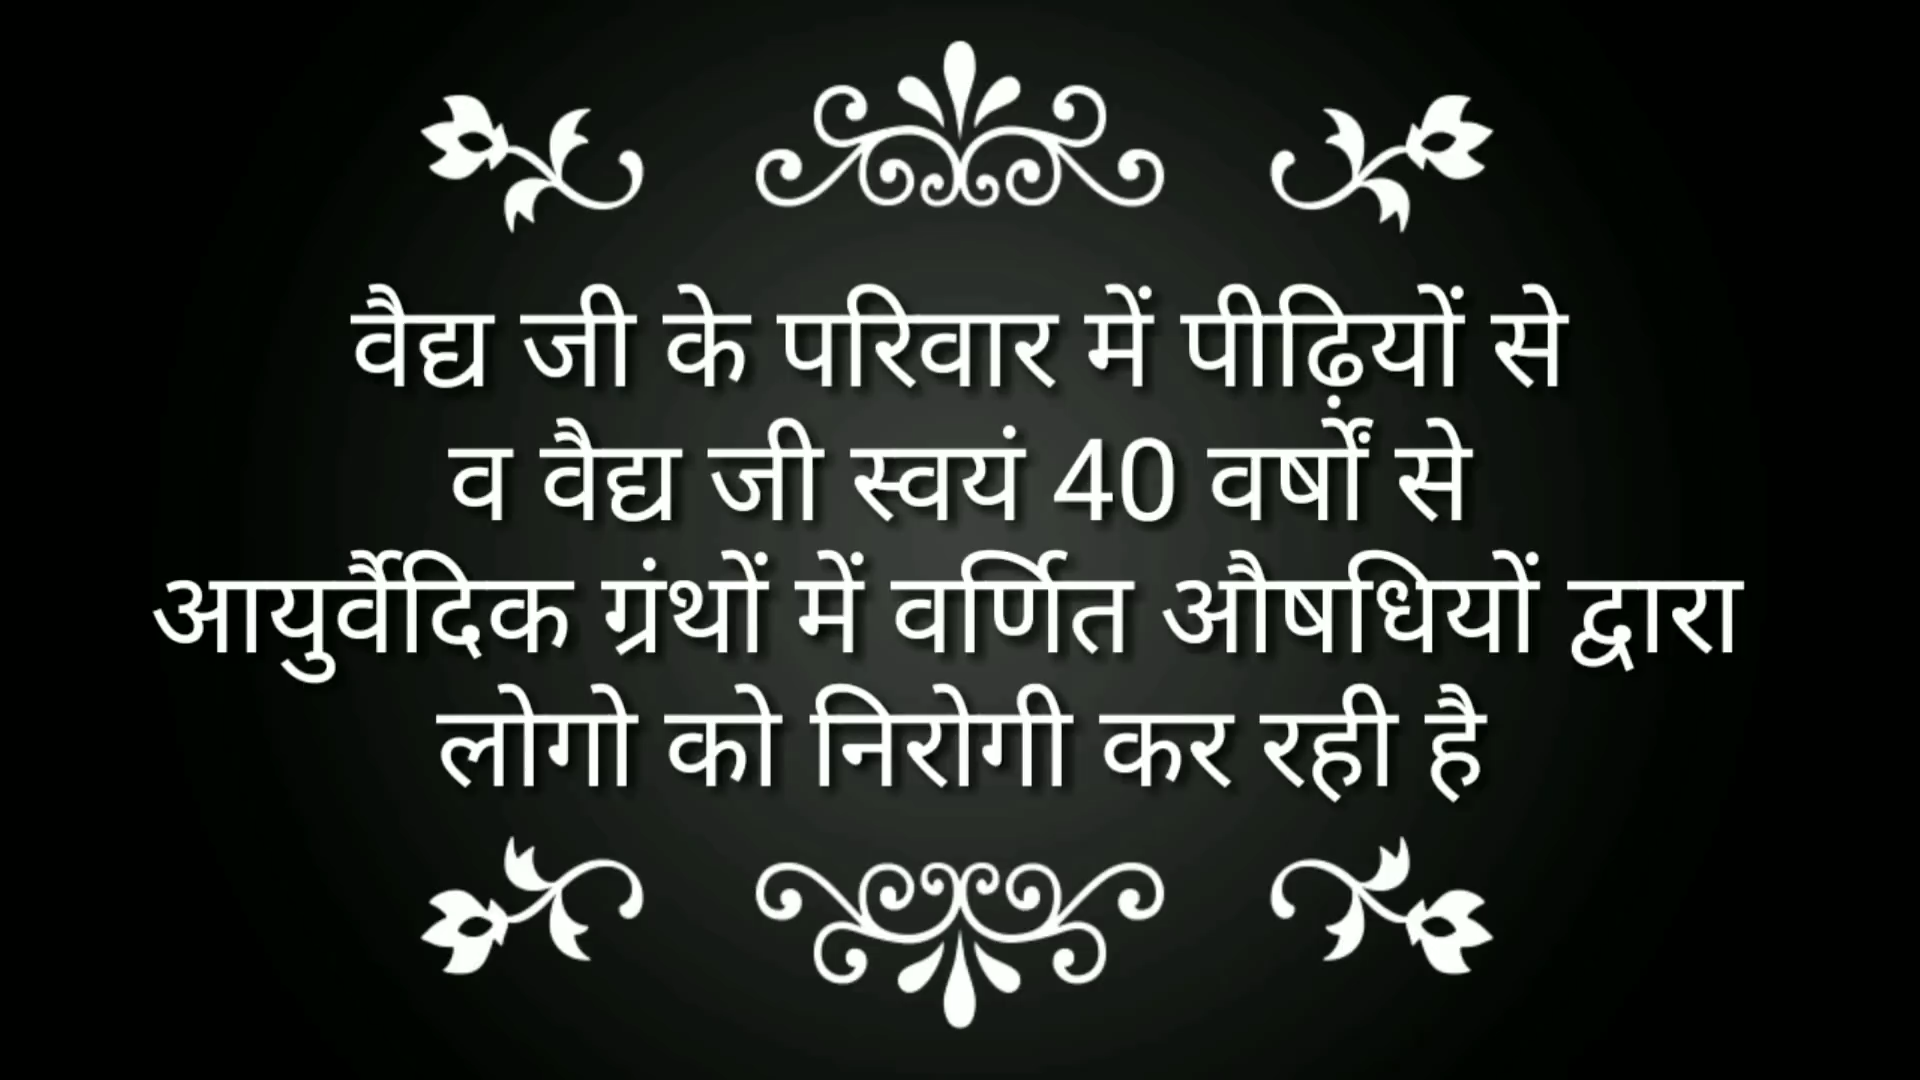 वैद्य जी के परिवार में पीढ़ियों से
व वैद्य जी स्वयं 40 वर्षों से
आयुर्वैदिक ग्रंथों में वर्णित औषधियों द्वारा
लोगो को निरोगी कर रही है